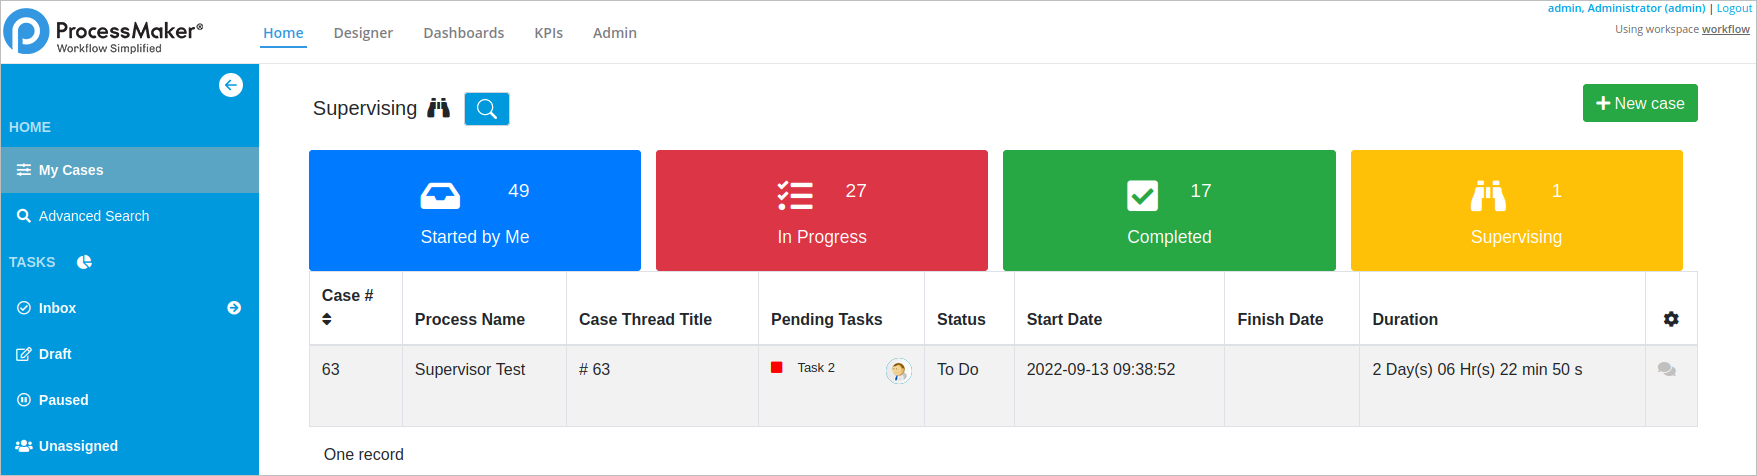 admin, Administrator (admin) | Logout
Using workspace workflow
ProcessMaker®
Workflow Simplified
Home Designer Dashboards KPIs Admin
HOME
My Cases
Advanced Search
TASKS
Inbox
Draft
Paused
Unassigned
Supervising
New case
49 27 17 1
Started by Me In Progress Completed Supervising
Case # Process Name Case Thread Title Pending Tasks Status Start Date Finish Date Duration
63 Supervisor Test # 63 Task 2 To Do 2022-09-13 09:38:52 2 Day(s) 06 Hr(s) 22 min 50 s
One record